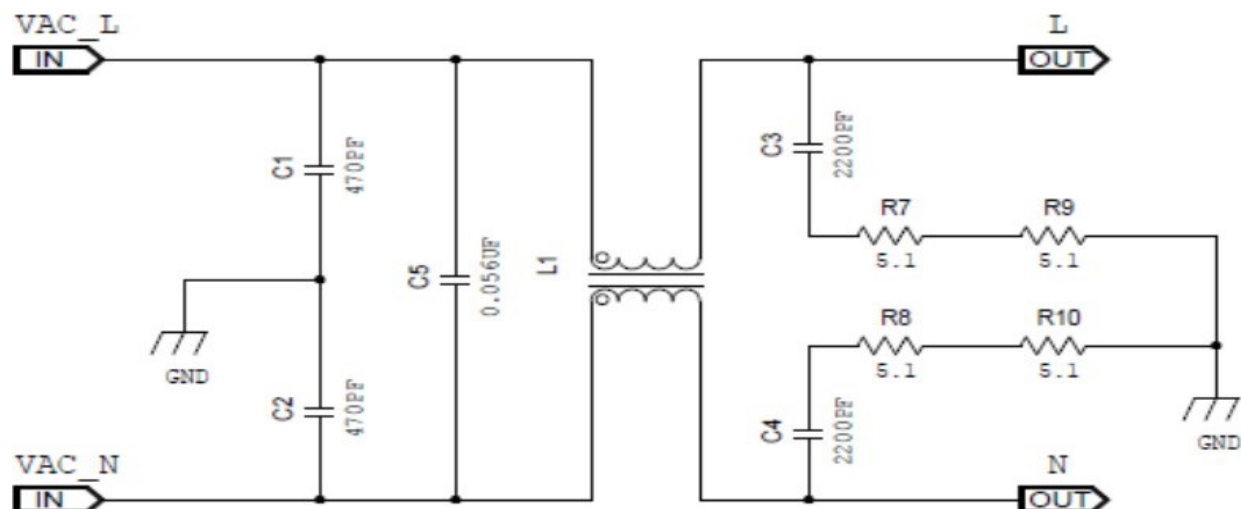 VAC_L
IN
L
OUT
C1
470PF
C5
0.056UF
L1
C3
2200PF
R7
5.1
R9
5.1
R8
5.1
R10
5.1
GND
C2
470PF
C4
2200PF
GND
VAC_N
IN
N
OUT